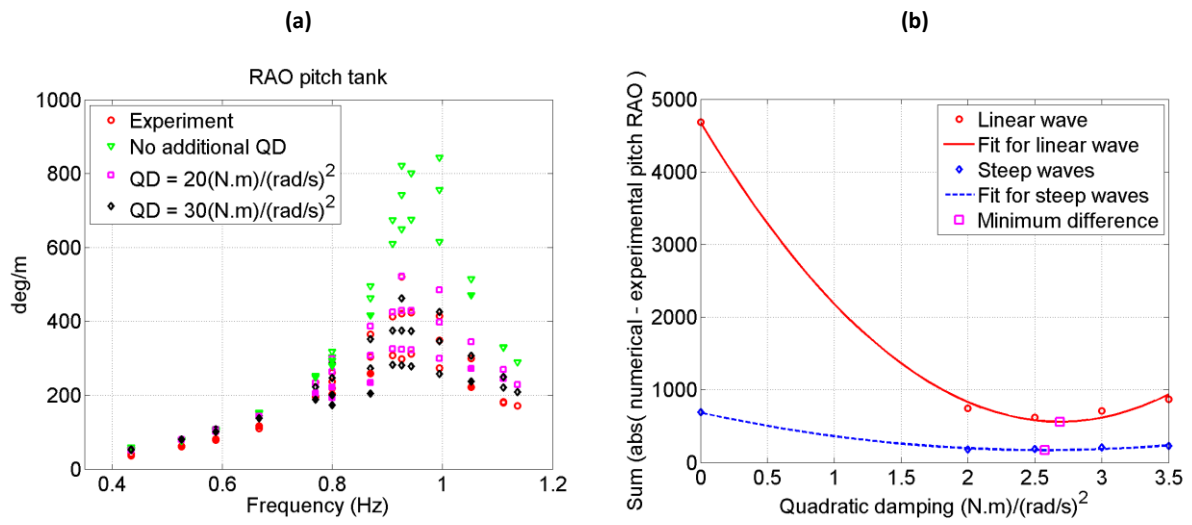 (a)
RAO pitch tank
1000
800
600
400
200
0
deg/m
0.4
0.6
0.8
1
1.2
Frequency (Hz)
Experiment
No additional QD
QD = 20(N.m)/(rad/s)²
QD = 30(N.m)/(rad/s)²
(b)
5000
4000
3000
2000
1000
0
Sum (abs( numerical - experimental pitch RAO )
0
0.5
1
1.5
2
2.5
3
3.5
Quadratic damping (N.m)/(rad/s)²
Linear wave
Fit for linear wave
Steep waves
Fit for steep waves
Minimum difference